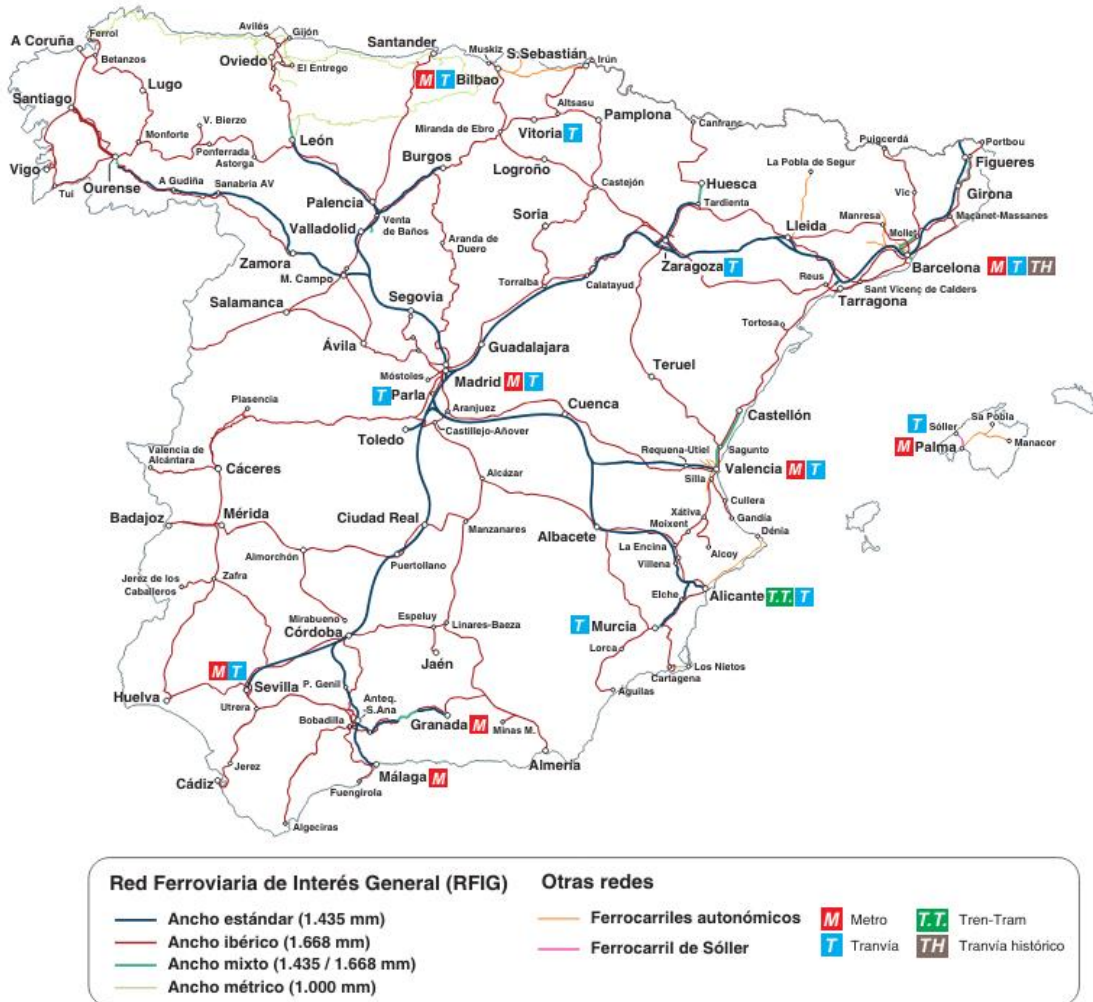 Avilés
Gijón
Ferrol
A Coruña
Betanzos
Oviedo
El Entrego
Santander
Muskiz
S.Sebastián
Irún
M T Bilbao
Lugo
Santiago
Altsasu
Pamplona
Canfranc
V. Bierzo
Monforte
León
Miranda de Ebro
Vitoria T
Puigcerdá
Portbou
Ponferrada
Astorga
Burgos
Logroño
La Pobla de Segur
Figueres
Vigo
Ourense
Tui
A Gudiña
Sanabria AV
Castejón
Huesca
Tardienta
Vic
Girona
Palencia
Venta
de Baños
Valladolid
Soria
Aranda de
Duero
Lleida
Manresa
Mollet
Maçanet-Massanes
Zamora
M. Campo
Zaragoza T
Barcelona M T TH
Torralba
Calatayud
Reus
Sant Vicenç de Calders
Tarragona
Salamanca
Segovia
Tortosa
Ávila
Guadalajara
Teruel
Móstoles
Madrid M T
T Parla
Aranjuez
Cuenca
Castellón
Plasencia
Toledo
Castillejo-Añover
T Sóller
Sa Pobla
M Palma
Manacor
Valencia de
Alcántara
Cáceres
Requena-Utiel
Sagunto
Valencia M T
Alcázar
Silla
Badajoz
Mérida
Ciudad Real
Manzanares
Albacete
Xátiva
Moixent
Cullera
Gandía
Dénia
Almorchón
Puertollano
La Encina
Villena
Alcoy
Jerez de los
Caballeros
Zafra
Elche
Alicante T.T. T
Mirabueno
Córdoba
Espeluy
Linares-Baeza
Jaén
T Murcia
Lorca
Los Nietos
Cartagena
M T
Sevilla
Huelva
Utrera
P. Genil
Anteq.
S.Ana
Bobadilla
Granada M
Minas M.
Águilas
Almería
Jerez
Cádiz
Málaga M
Fuengirola
Algeciras
Red Ferroviaria de Interés General (RFIG)
Ancho estándar (1.435 mm)
Ancho ibérico (1.668 mm)
Ancho mixto (1.435 / 1.668 mm)
Ancho métrico (1.000 mm)
Otras redes
Ferrocarriles autonómicos
Ferrocarril de Sóller
M Metro
T.T. Tren-Tram
T Tranvía
TH Tranvía histórico